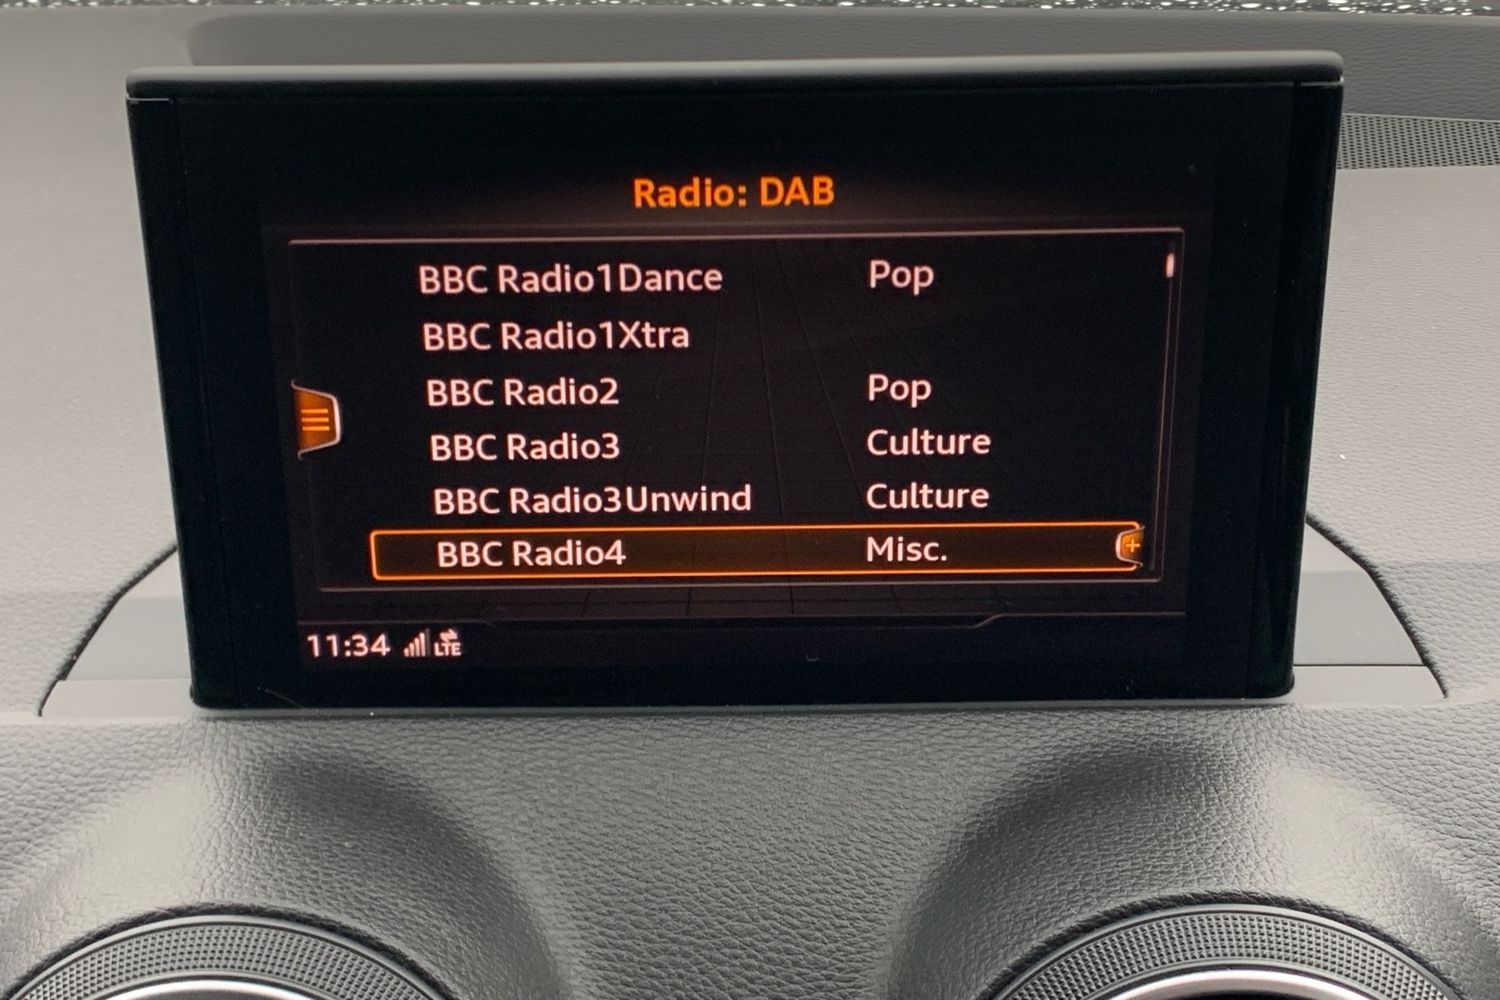 Radio: DAB
BBC Radio1Dance Pop
BBC Radio1Xtra
BBC Radio2 Pop
BBC Radio3 Culture
BBC Radio3Unwind Culture
BBC Radio4 Misc.
11:34 LTE